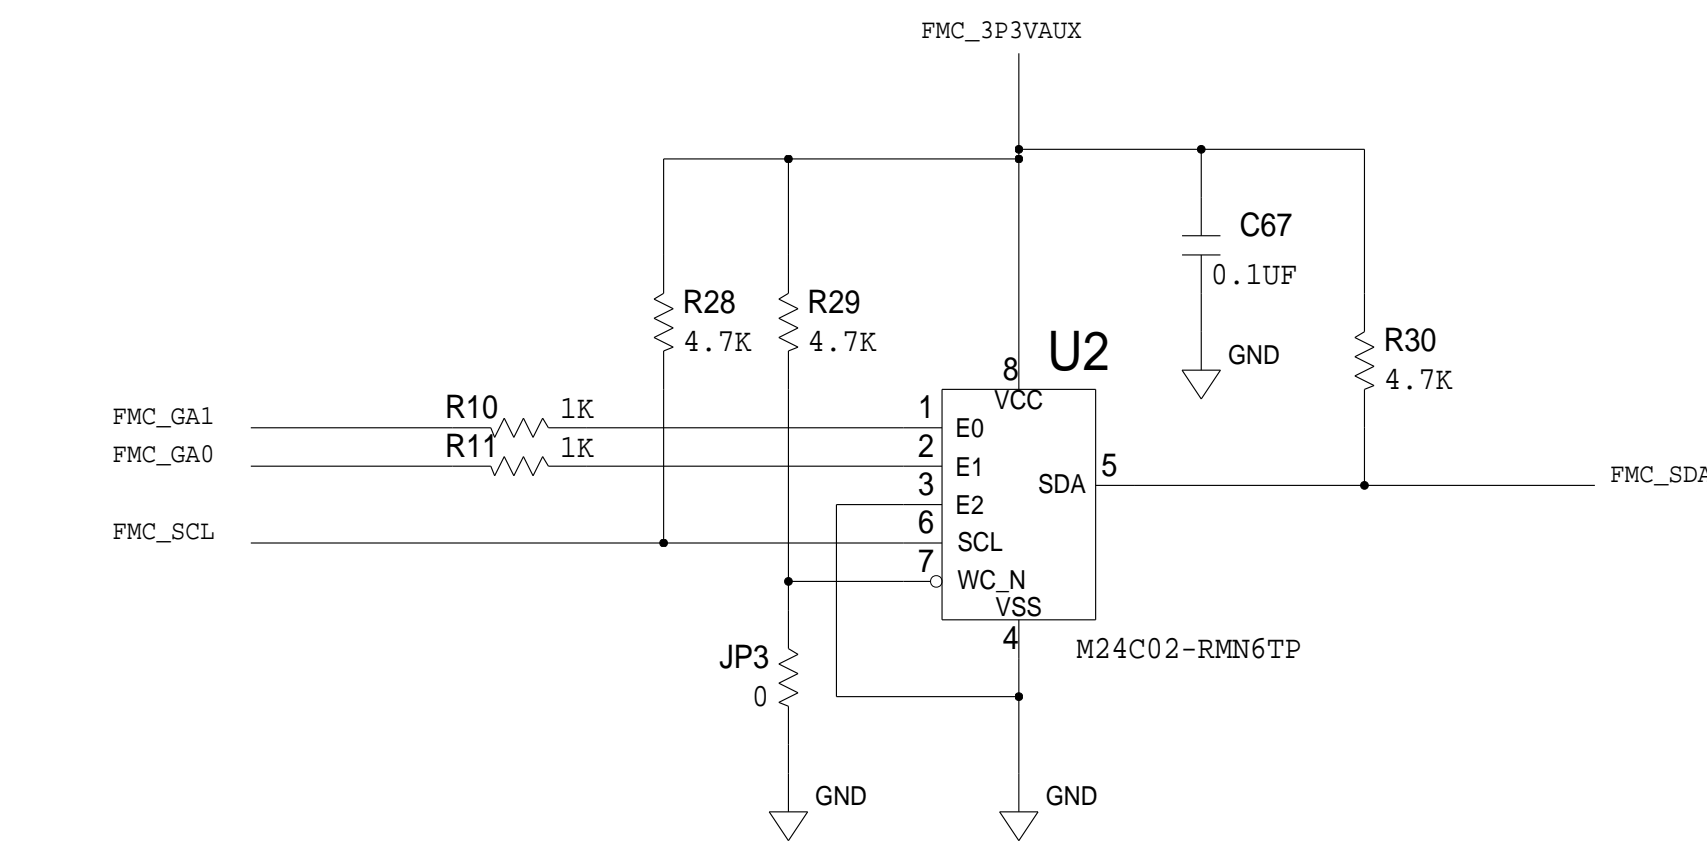 FMC_3P3VAUX
C67
0.1UF
R28
4.7K
R29
4.7K
U2
GND
R30
4.7K
8
VCC
FMC_GA1
R10
1K
1
E0
FMC_GA0
R11
1K
2
E1
3
E2
SDA
5
FMC_SDA
FMC_SCL
6
SCL
7
WC_N
VSS
4
M24C02-RMN6TP
JP3
0
GND
GND